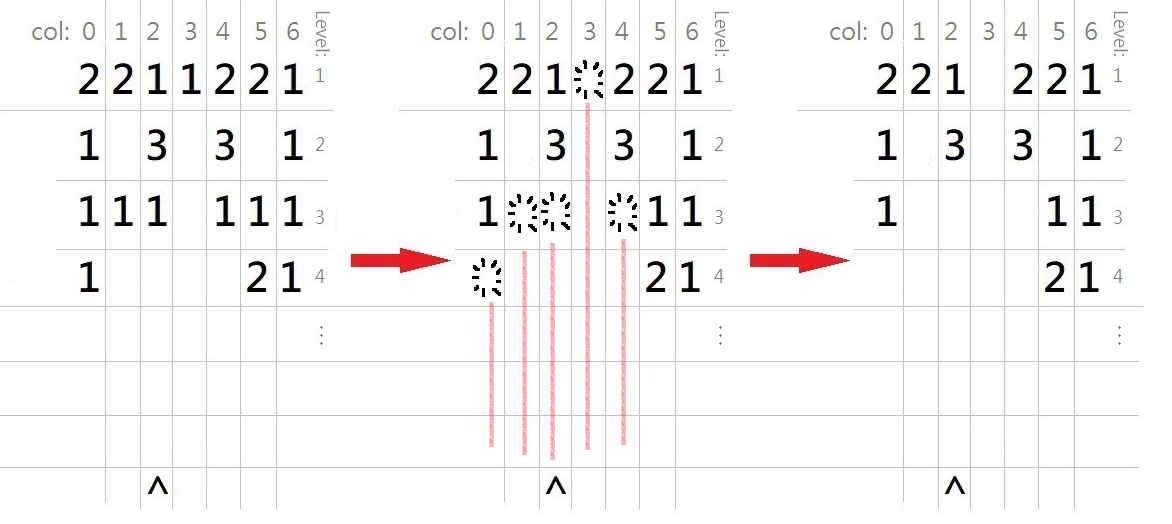 col: 0 1 2 3 4 5 6 Level: col: 0 1 2 3 4 5 6 Level: col: 0 1 2 3 4 5 6 Level:
2 2 1 1 2 2 1 1 2 2 1 2 2 1 1 2 2 1 2 2 1 1
1 3 3 1 2 1 3 3 1 2 1 3 3 1 2
1 1 1 1 1 1 3 1 1 1 3 1 1 1 3
1 2 1 4 2 1 4 2 1 4
⋮ ⋮ ⋮
^ ^ ^